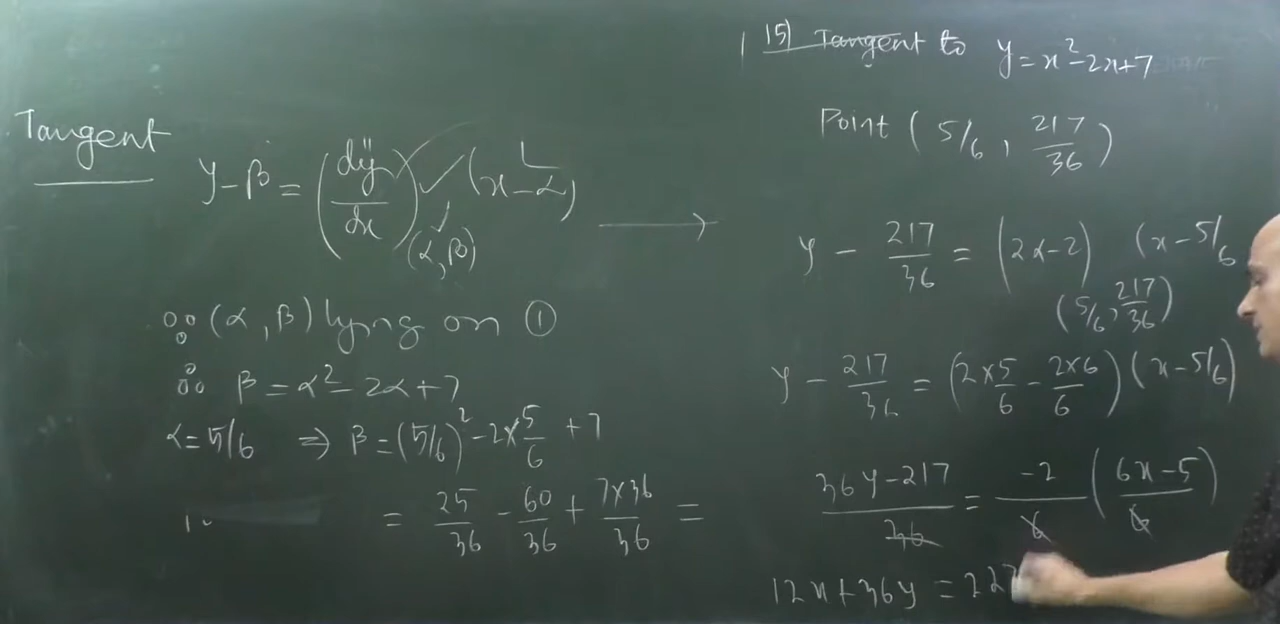 Tangent
y-β = (dy/dx)(α,β) (x-α)
∵ (α,β) lying on ①
∴ β = α²-2α+7
α=5/6 ⇒ β = (5/6)²-2×5/6+7
= 25/36 - 60/36 + 7×36/36 =
15) Tangent to y=x²-2x+7
Point (5/6, 217/36)
y - 217/36 = (2x-2) (x-5/6
(5/6, 217/36)
y - 217/36 = (2×5/6 - 2×6/6)(x-5/6)
36y-217/36 = -2/6 (6x-5/6)
12x+36y = 227